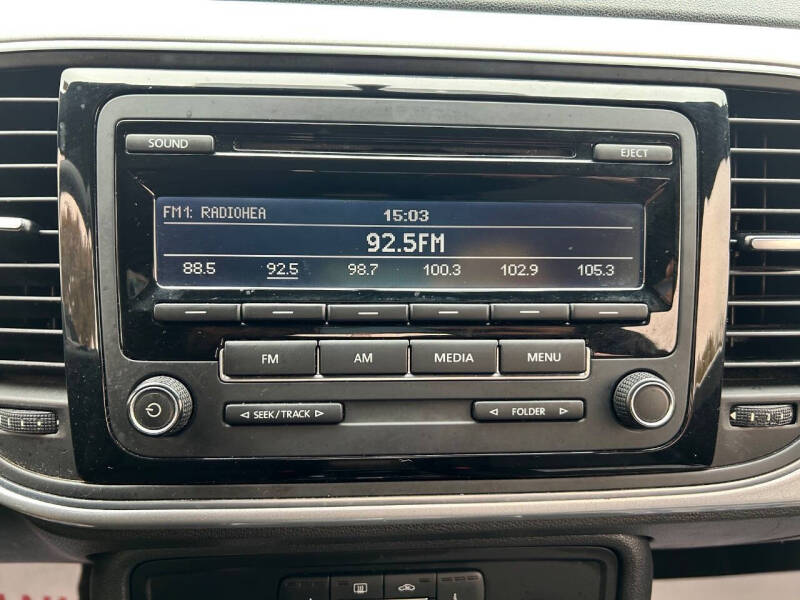 SOUND EJECT
FM1: RADIOHEA 15:03
92.5FM
88.5 92.5 98.7 100.3 102.9 105.3
FM AM MEDIA MENU
SEEK/TRACK FOLDER